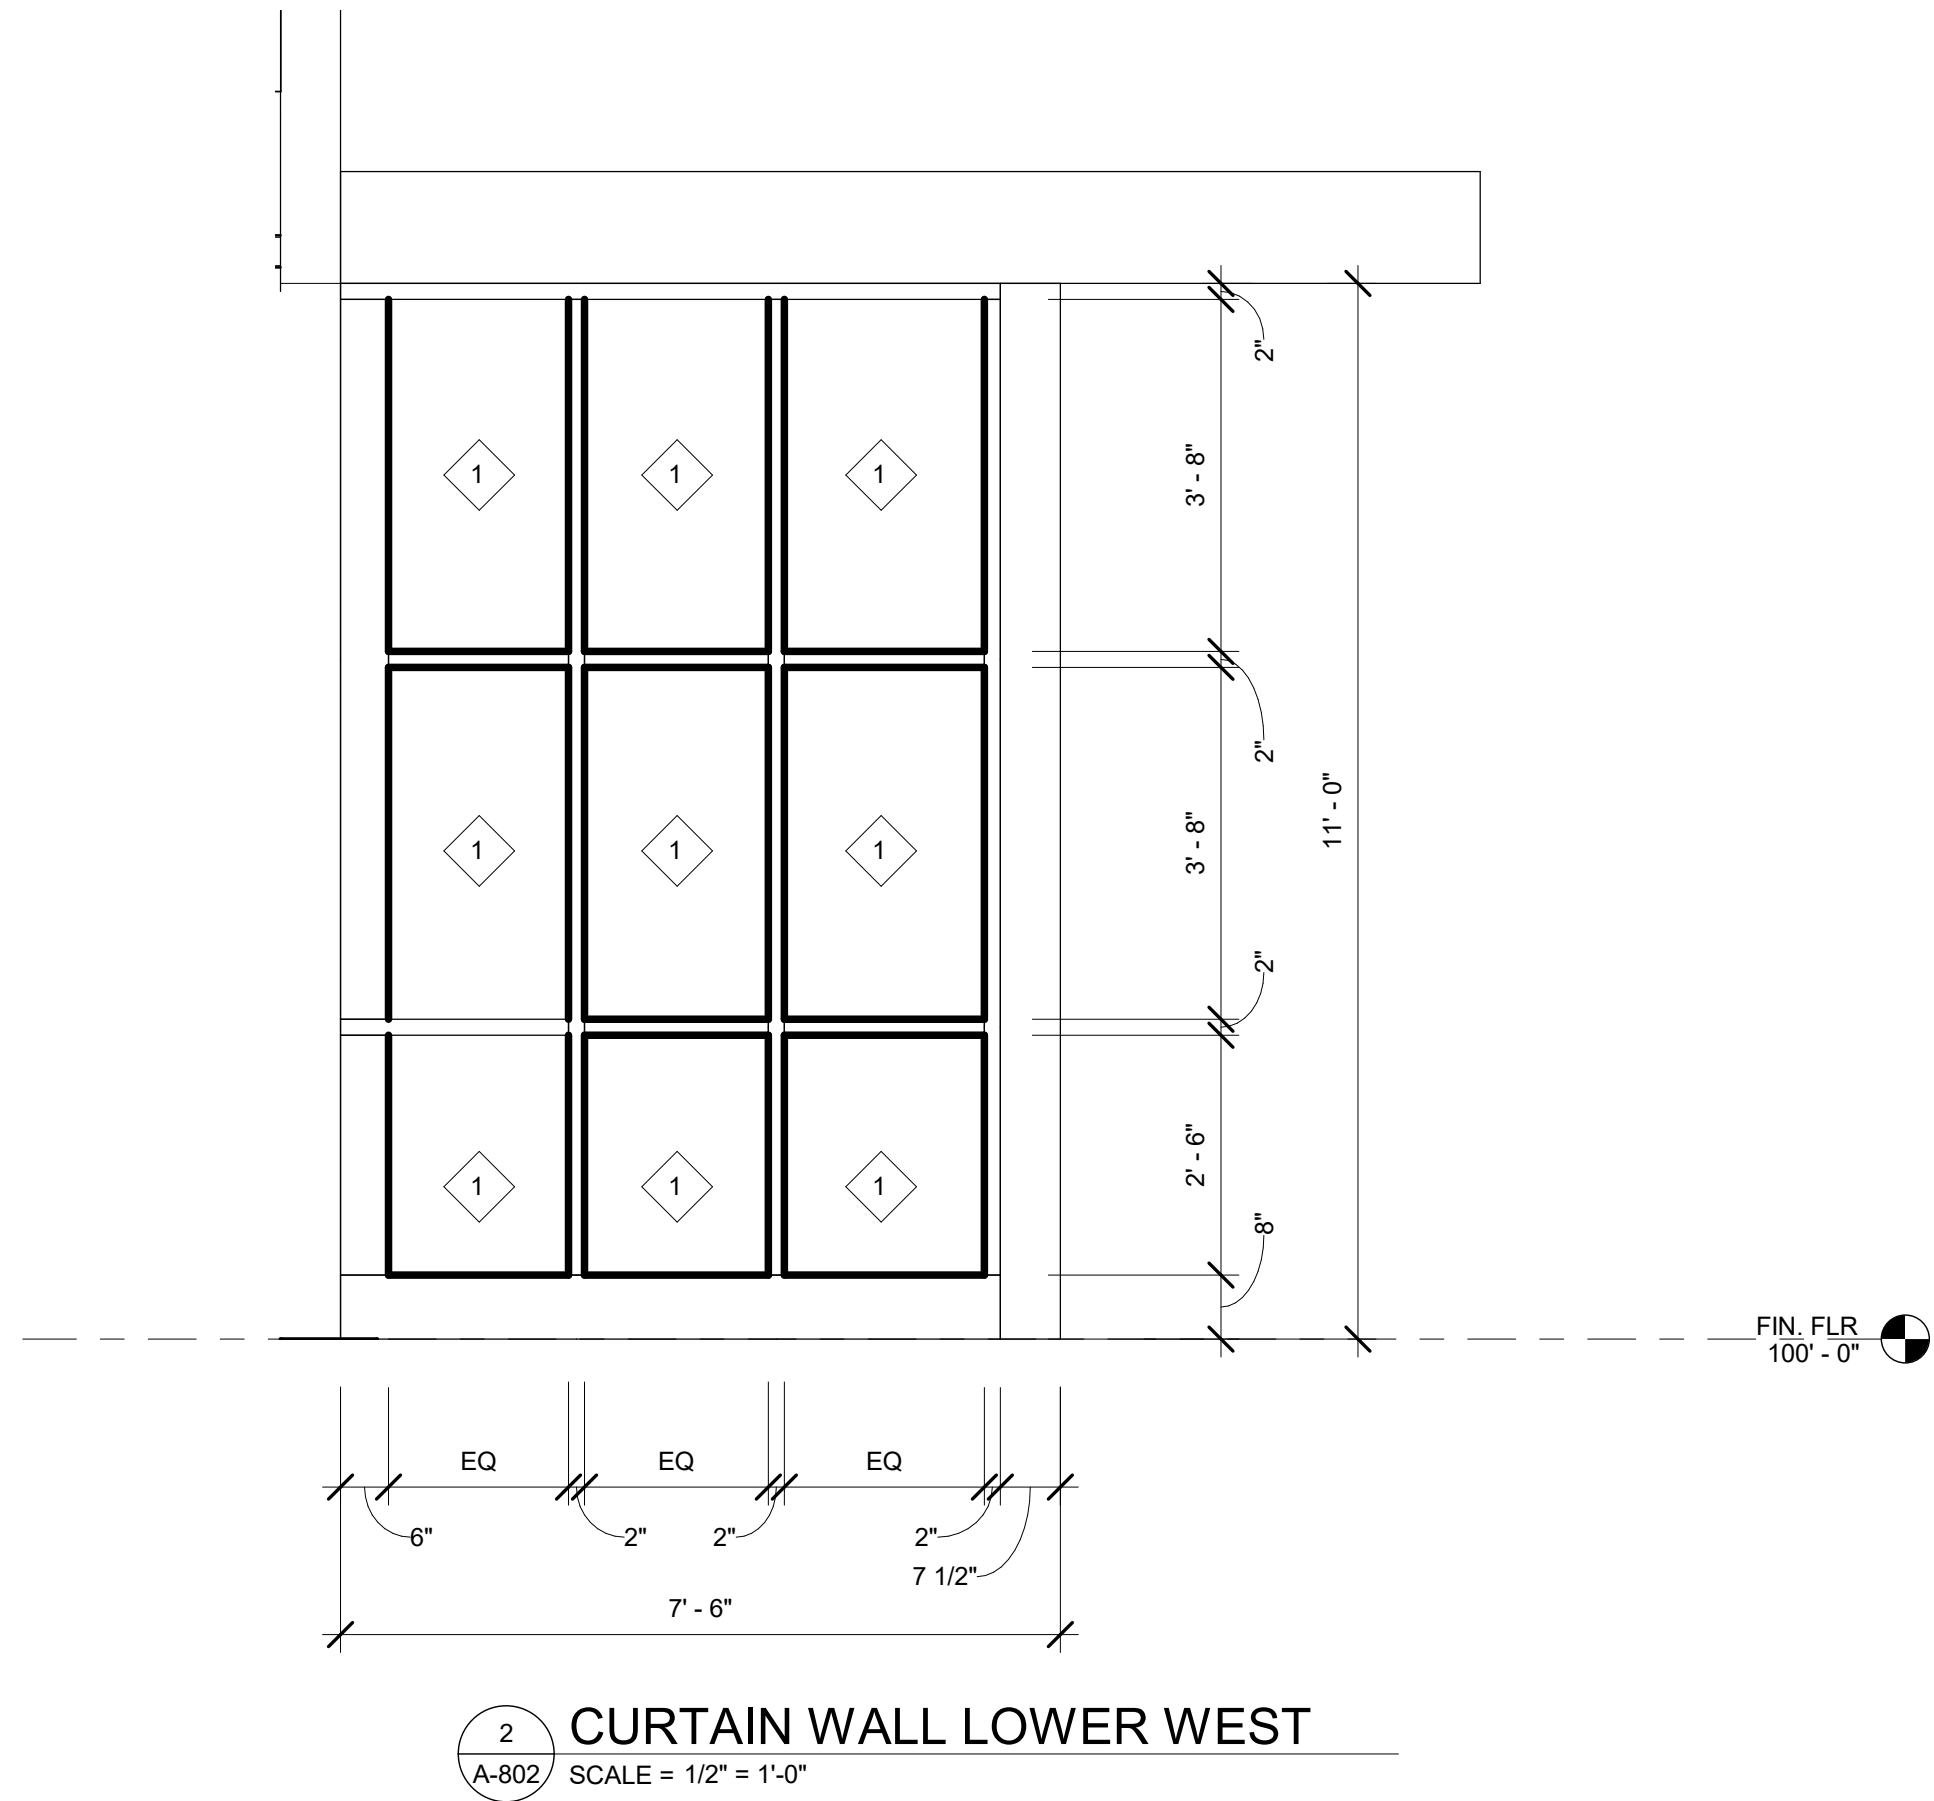 2"
1 1 1
3' - 8"
2"
11' - 0"
1 1 1
3' - 8"
2"
1 1 1
2' - 6"
8"
FIN. FLR
100' - 0"
EQ EQ EQ
6" 2" 2" 2"
7 1/2"
7' - 6"
2 CURTAIN WALL LOWER WEST
A-802 SCALE = 1/2" = 1'-0"